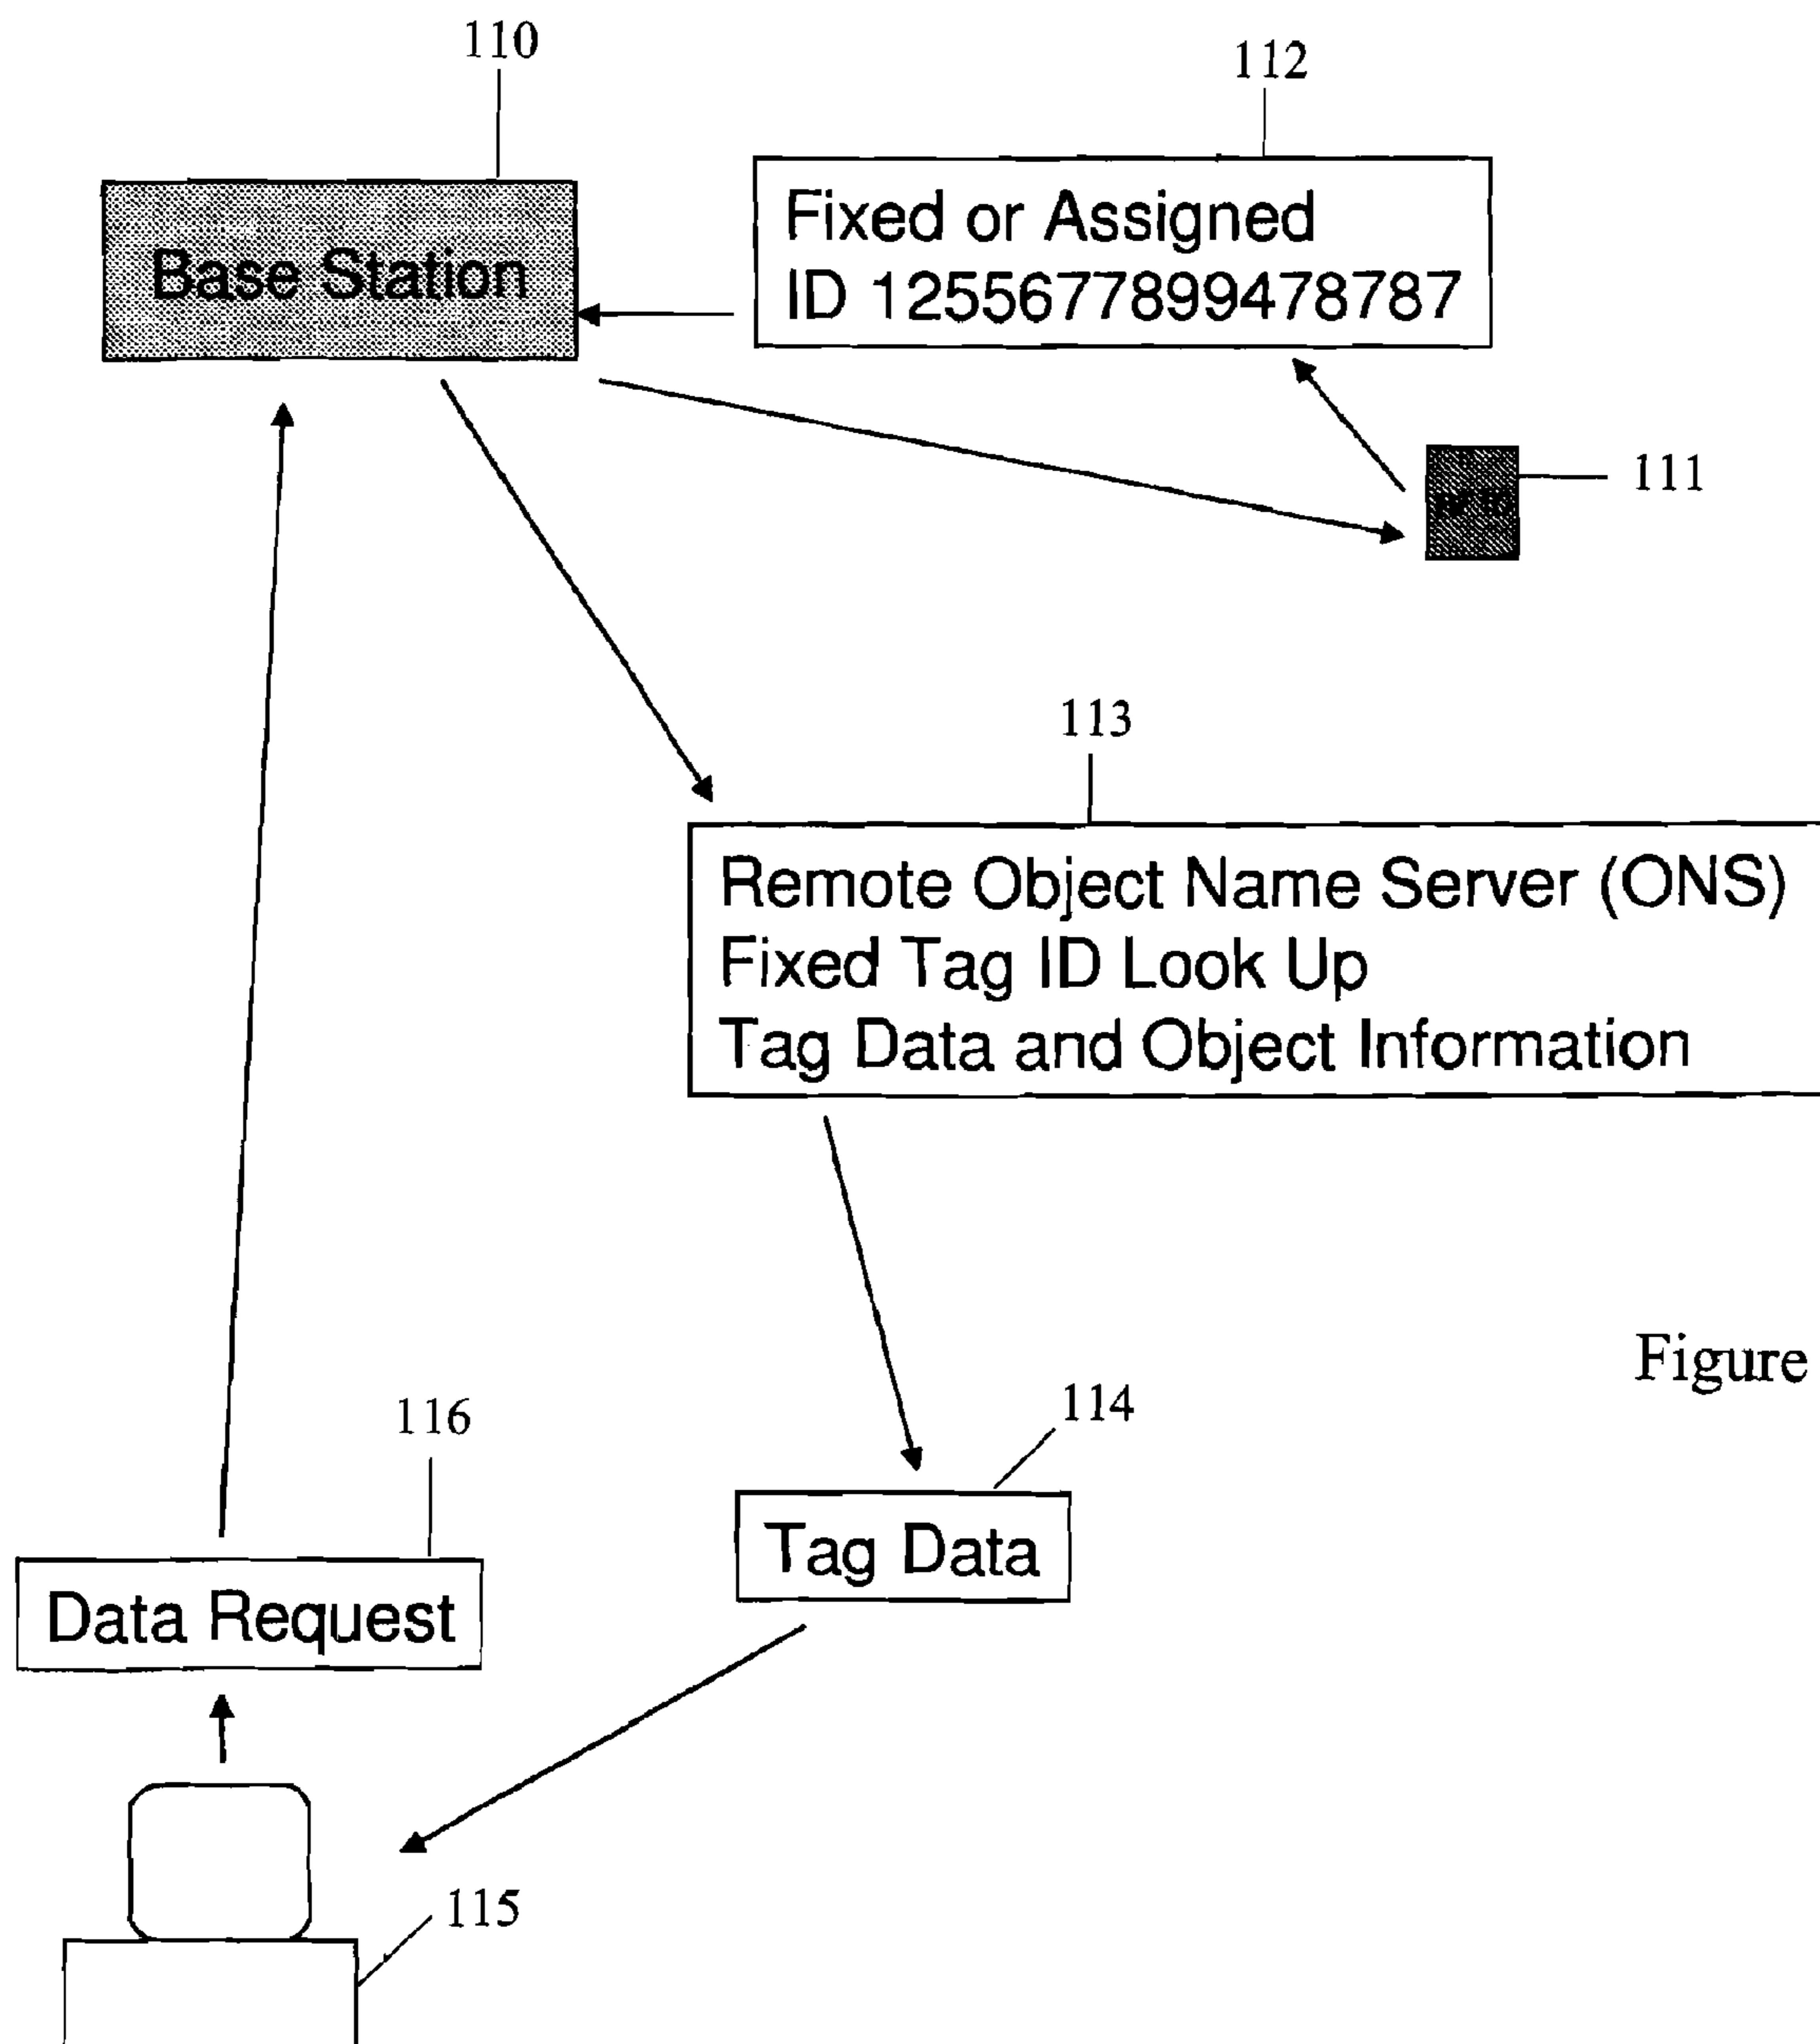 110
112
Base Station
Fixed or Assigned
ID 1255677899478787
111
113
Remote Object Name Server (ONS)
Fixed Tag ID Look Up
Tag Data and Object Information
Figure
116
114
Data Request
Tag Data
115